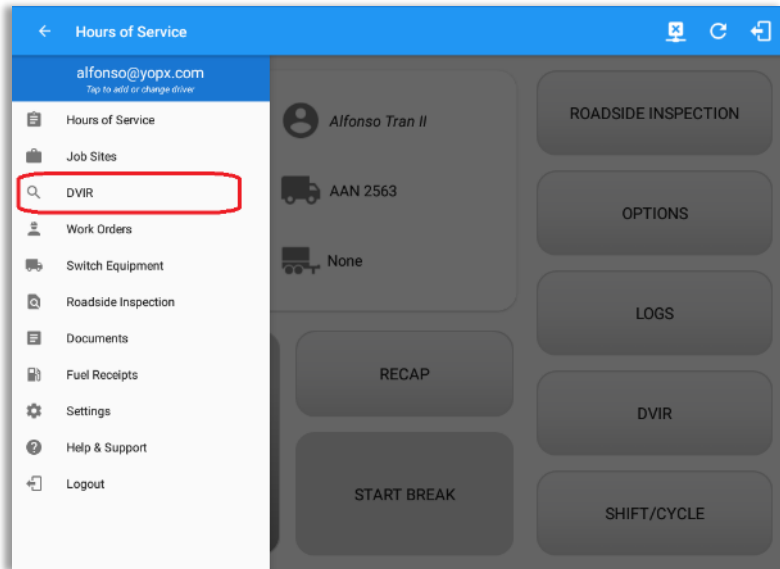 Hours of Service
alfonso@yopx.com
Tap to add or change driver
Hours of Service
Job Sites
DVIR
Work Orders
Switch Equipment
Roadside Inspection
Documents
Fuel Receipts
Settings
Help & Support
Logout
Alfonso Tran II
AAN 2563
None
RECAP
START BREAK
ROADSIDE INSPECTION
OPTIONS
LOGS
DVIR
SHIFT/CYCLE